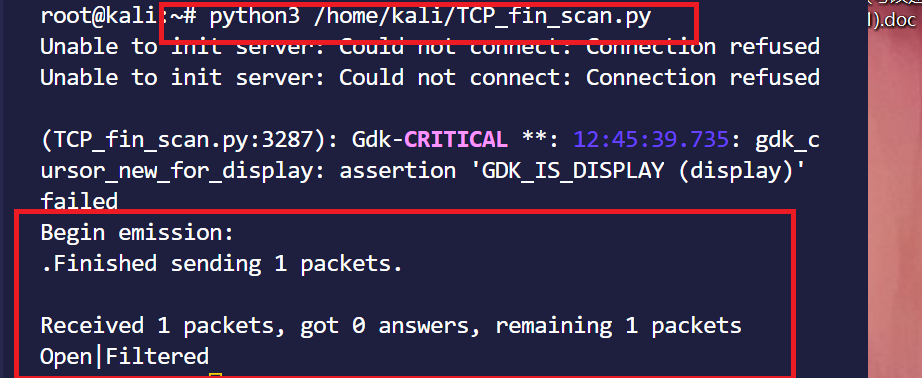 root@kali:~# python3 /home/kali/TCP_fin_scan.py
Unable to init server: Could not connect: Connection refused
Unable to init server: Could not connect: Connection refused
(TCP_fin_scan.py:3287): Gdk-CRITICAL **: 12:45:39.735: gdk_c
ursor_new_for_display: assertion 'GDK_IS_DISPLAY (display)'
failed
Begin emission:
.Finished sending 1 packets.
Received 1 packets, got 0 answers, remaining 1 packets
Open|Filtered
).doc